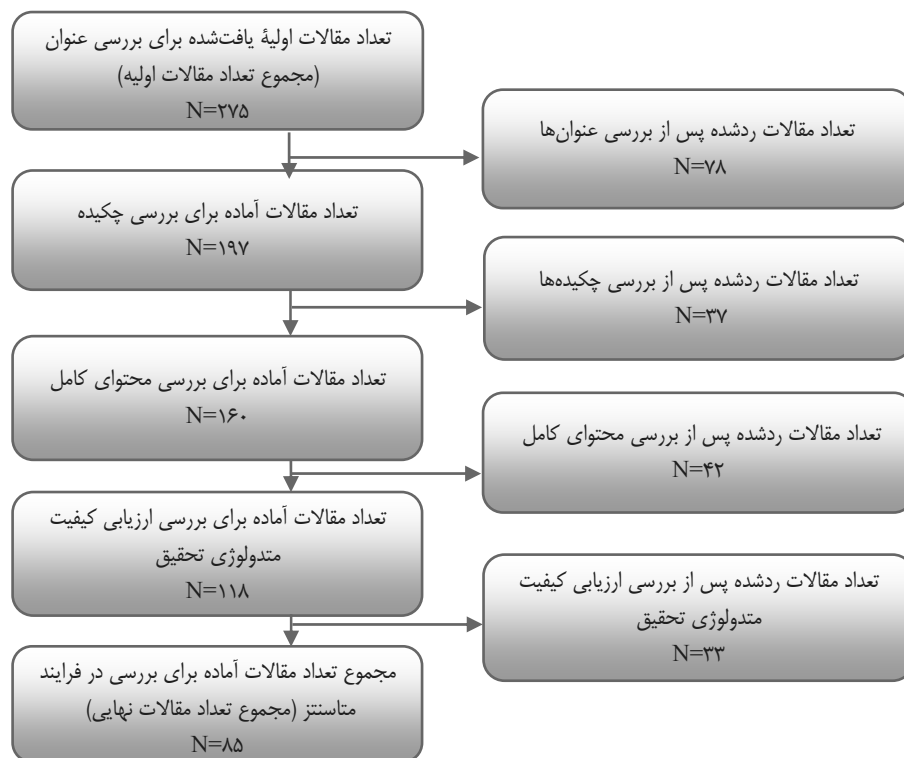 تعداد مقالات اولیۀ یافت‌شده برای بررسی عنوان
(مجموع تعداد مقالات اولیه)
N=۲۷۵
تعداد مقالات ردشده پس از بررسی عنوان‌ها
N=۷۸
تعداد مقالات آماده برای بررسی چکیده
N=۱۹۷
تعداد مقالات ردشده پس از بررسی چکیده‌ها
N=۳۷
تعداد مقالات آماده برای بررسی محتوای کامل
N=۱۶۰
تعداد مقالات ردشده پس از بررسی محتوای کامل
N=۴۲
تعداد مقالات آماده برای بررسی ارزیابی کیفیت
متدولوژی تحقیق
N=۱۱۸
تعداد مقالات ردشده پس از بررسی ارزیابی کیفیت
متدولوژی تحقیق
N=۳۳
مجموع تعداد مقالات آماده برای بررسی در فرایند
متاسنتز (مجموع تعداد مقالات نهایی)
N=۸۵